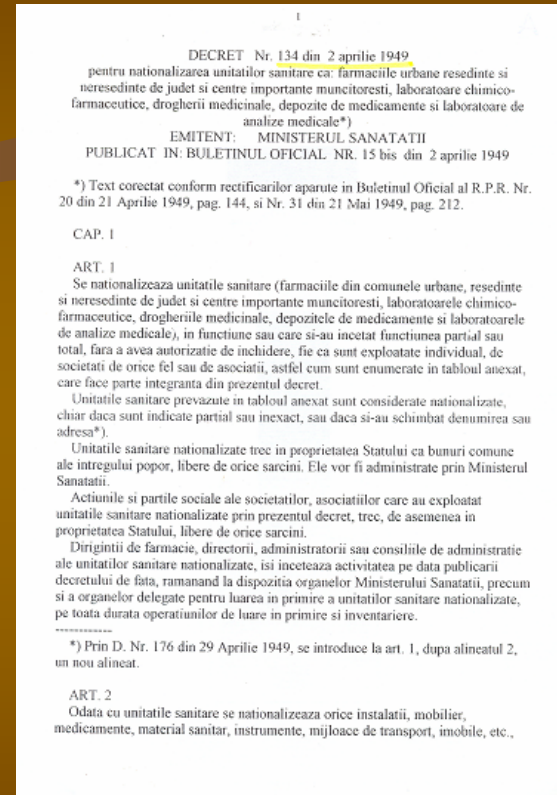 1
DECRET Nr. 134 din 2 aprilie 1949
pentru nationalizarea unitatilor sanitare ca: farmaciile urbane resedinte si
neresedinte de judet si centre importante muncitoresti, laboratoare chimico-
farmaceutice, drogherii medicinale, depozite de medicamente si laboratoare de
analize medicale*)
EMITENT: MINISTERUL SANATATII
PUBLICAT IN: BULETINUL OFICIAL NR. 15 bis din 2 aprilie 1949
*) Text corectat conform rectificarilor aparute in Buletinul Oficial al R.P.R. Nr.
20 din 21 Aprilie 1949, pag. 144, si Nr. 31 din 21 Mai 1949, pag. 212.
CAP. 1
ART. 1
Se nationalizeaza unitatile sanitare (farmaciile din comunele urbane, resedinte
si neresedinte de judet si centre importante muncitoresti, laboratoarele chimico-
farmaceutice, drogheriile medicinale, depozitele de medicamente si laboratoarele
de analize medicale), in functiune sau care si-au incetat functiunea partial sau
total, fara a avea autorizatie de inchidere, fie ca sunt exploatate individual, de
societati de orice fel sau de asociatii, astfel cum sunt enumerate in tabloul anexat,
care face parte integranta din prezentul decret.
Unitatile sanitare prevazute in tabloul anexat sunt considerate nationalizate,
chiar daca sunt indicate partial sau inexact, sau daca si-au schimbat denumirea sau
adresa*).
Unitatile sanitare nationalizate trec in proprietatea Statului ca bunuri comune
ale intregului popor, libere de orice sarcini. Ele vor fi administrate prin Ministerul
Sanatatii.
Actiunile si partile sociale ale societatilor, asociatiilor care au exploatat
unitatile sanitare nationalizate prin prezentul decret, trec, de asemenea in
proprietatea Statului, libere de orice sarcini.
Dirigintii de farmacie, directorii, administratorii sau consiliile de administratie
ale unitatilor sanitare nationalizate, isi inceteaza activitatea pe data publicarii
decretului de fata, ramanand la dispozitia organelor Ministerului Sanatatii, precum
si a organelor delegate pentru luarea in primire a unitatilor sanitare nationalizate,
pe toata durata operatiunilor de luare in primire si inventariere.
------------
*) Prin D. Nr. 176 din 29 Aprilie 1949, se introduce la art. 1, dupa alineatul 2,
un nou alineat.
ART. 2
Odata cu unitatile sanitare se nationalizeaza orice instalatii, mobilier,
medicamente, material sanitar, instrumente, mijloace de transport, imobile, etc.,